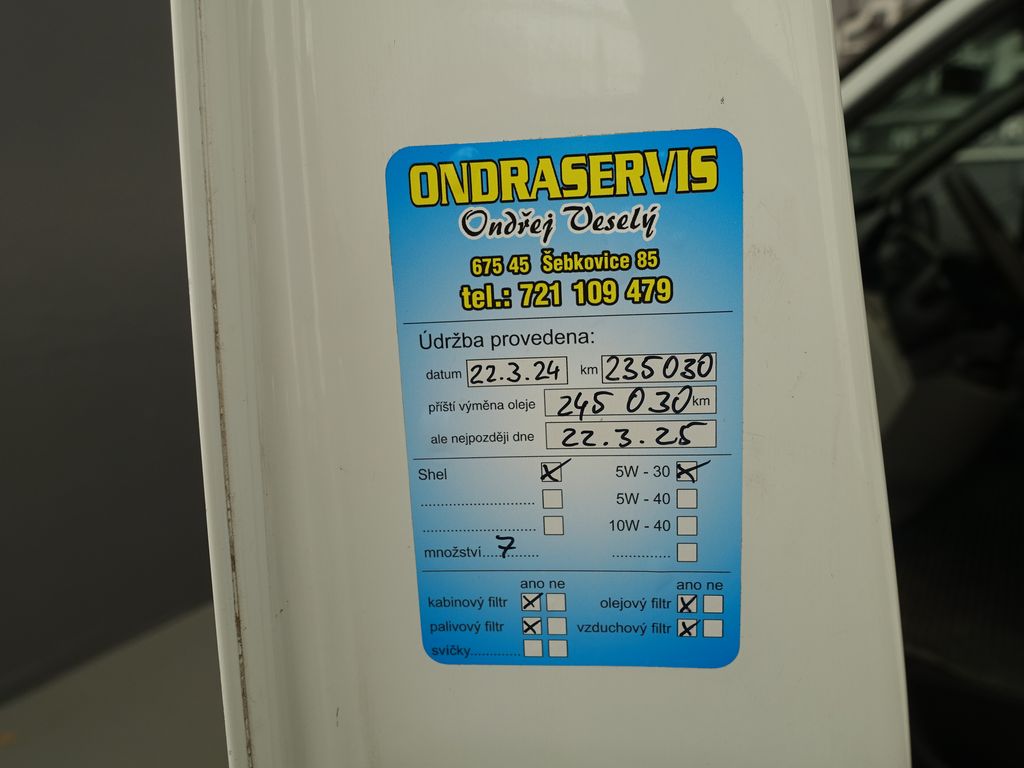 ONDRASERVIS
Ondřej Veselý
675 45 Šebkovice 85
tel.: 721 109 479
Údržba provedena:
datum 22.3.24 km 235030
příští výměna oleje 245 030 km
ale nejpozději dne 22.3.25
Shel 5W - 30
5W - 40
10W - 40
množství 7
ano ne ano ne
kabinový filtr olejový filtr
palivový filtr vzduchový filtr
svíčky